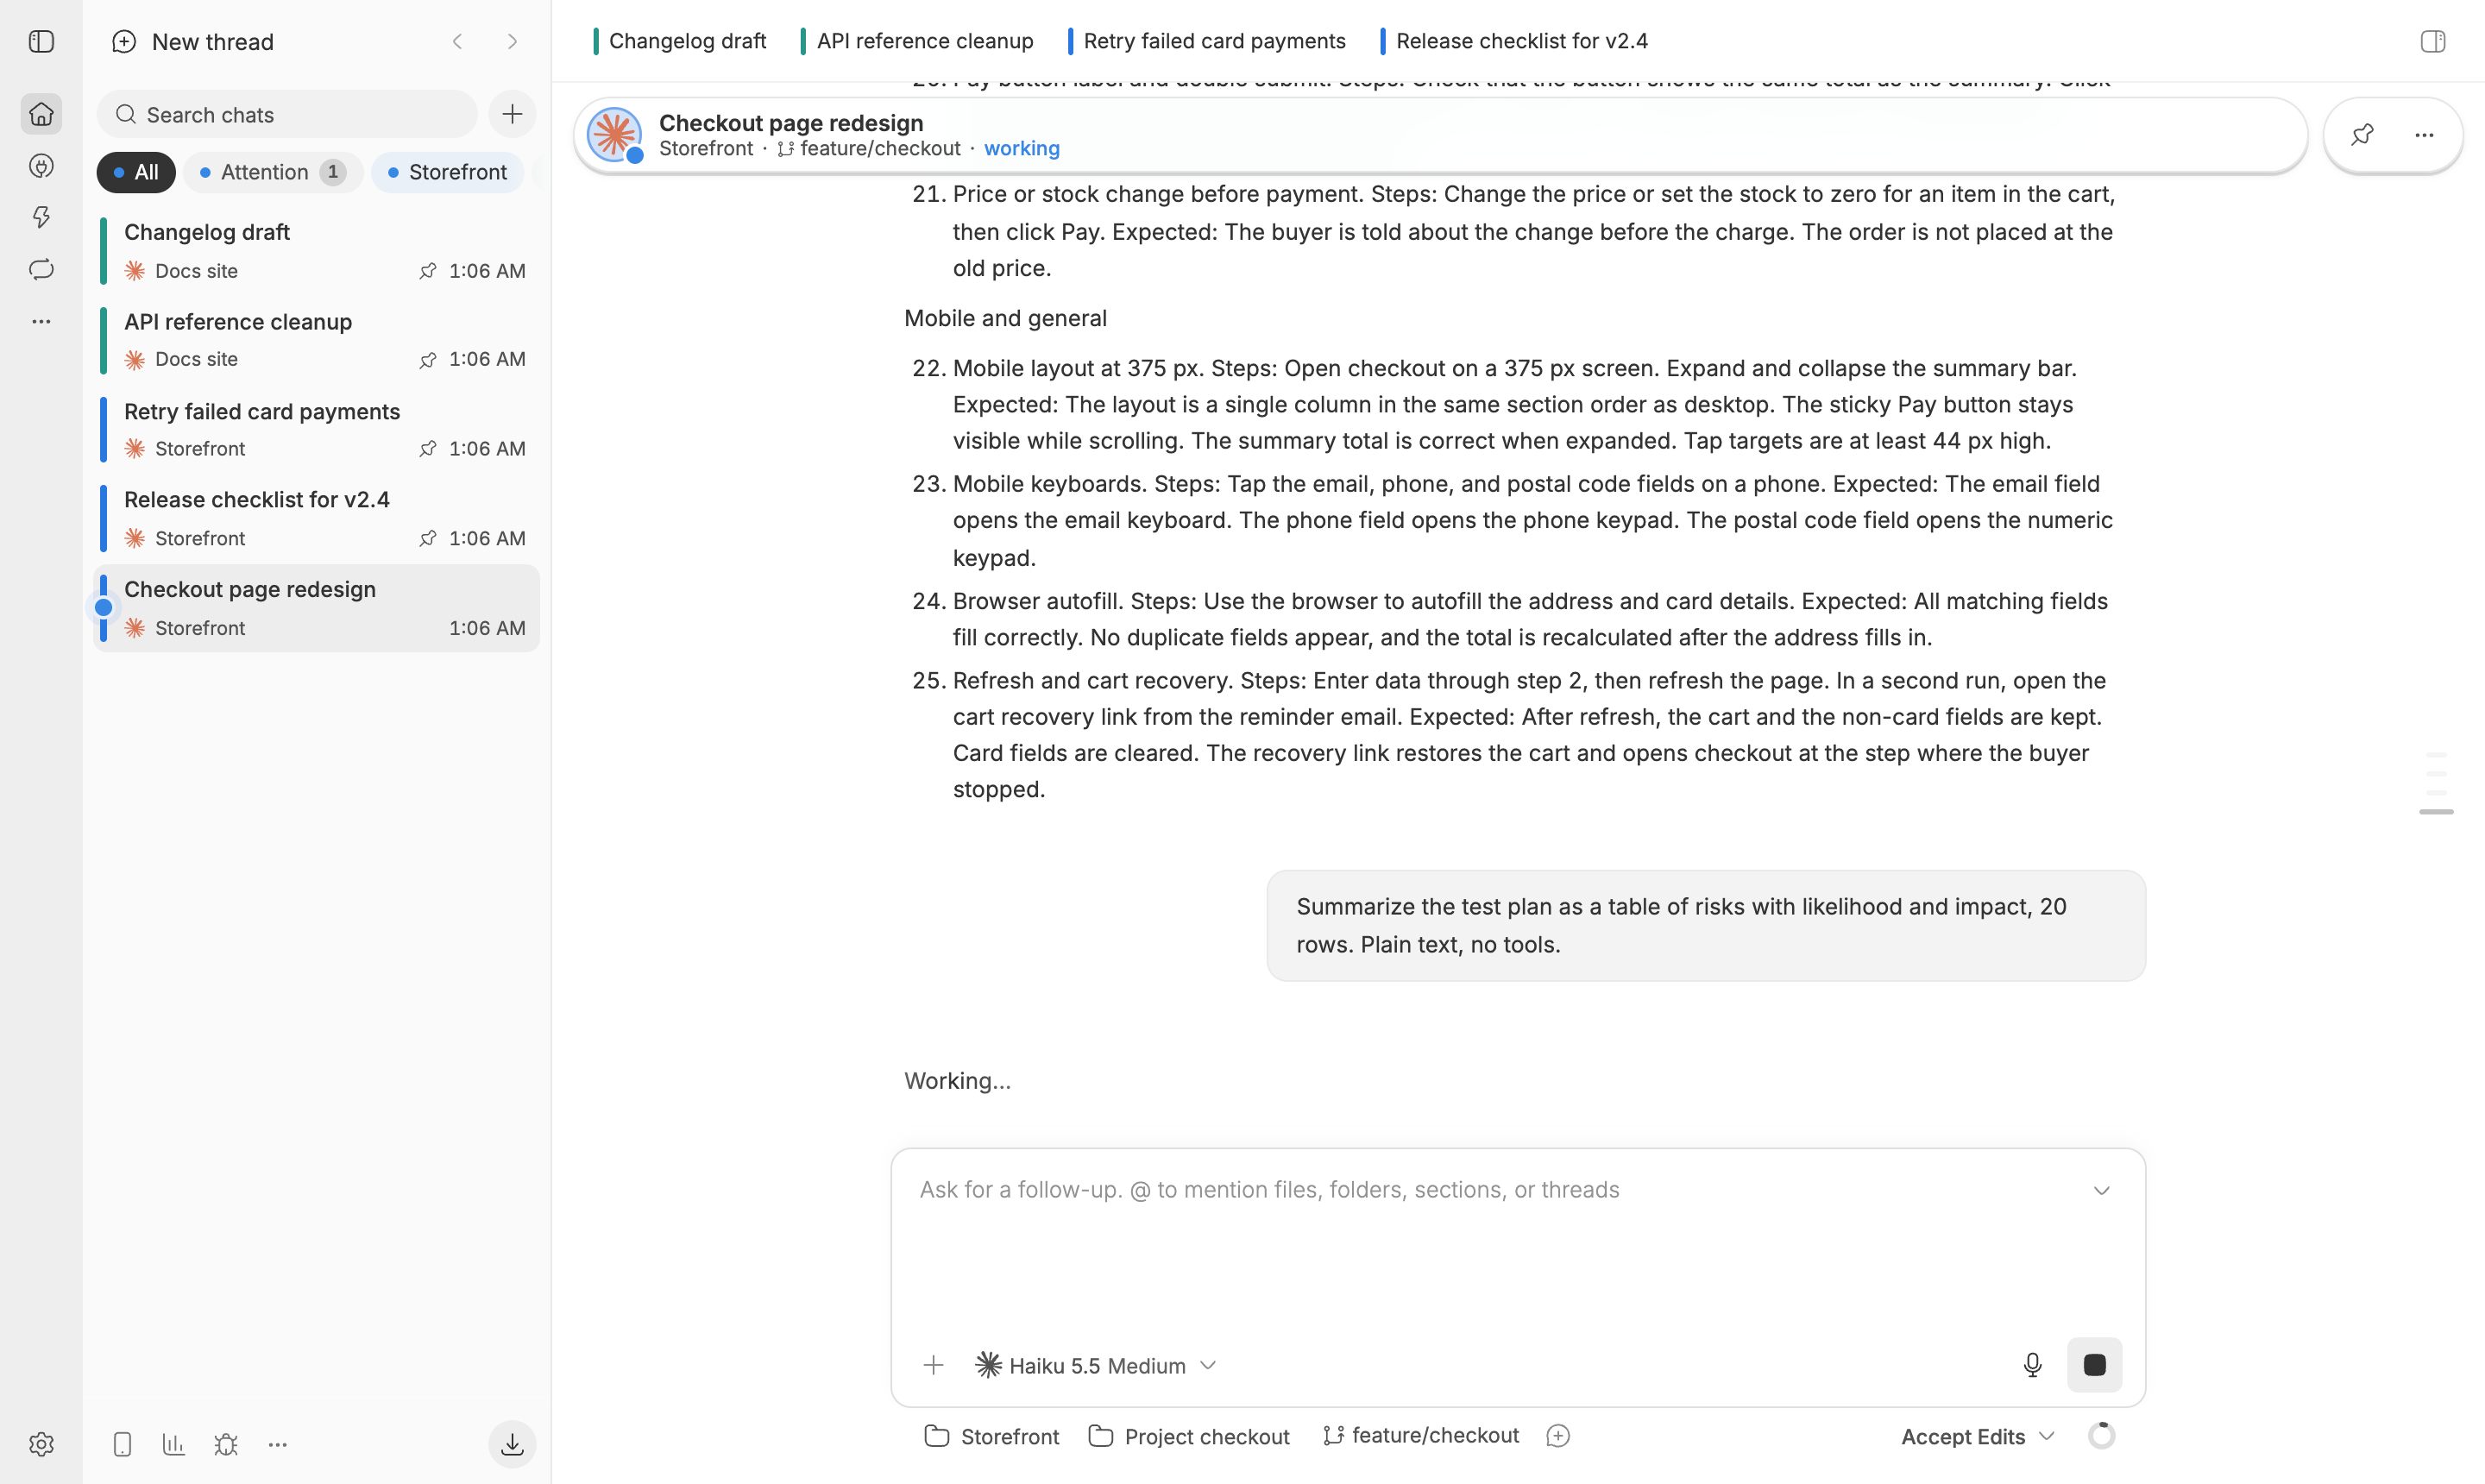 New thread
Search chats
All
Attention 1
Storefront
Changelog draft
Docs site
1:06 AM
API reference cleanup
Docs site
1:06 AM
Retry failed card payments
Storefront
1:06 AM
Release checklist for v2.4
Storefront
1:06 AM
Checkout page redesign
Storefront
1:06 AM
Changelog draft
API reference cleanup
Retry failed card payments
Release checklist for v2.4
Checkout page redesign
Storefront · feature/checkout · working
21. Price or stock change before payment. Steps: Change the price or set the stock to zero for an item in the cart,
then click Pay. Expected: The buyer is told about the change before the charge. The order is not placed at the
old price.
Mobile and general
22. Mobile layout at 375 px. Steps: Open checkout on a 375 px screen. Expand and collapse the summary bar.
Expected: The layout is a single column in the same section order as desktop. The sticky Pay button stays
visible while scrolling. The summary total is correct when expanded. Tap targets are at least 44 px high.
23. Mobile keyboards. Steps: Tap the email, phone, and postal code fields on a phone. Expected: The email field
opens the email keyboard. The phone field opens the phone keypad. The postal code field opens the numeric
keypad.
24. Browser autofill. Steps: Use the browser to autofill the address and card details. Expected: All matching fields
fill correctly. No duplicate fields appear, and the total is recalculated after the address fills in.
25. Refresh and cart recovery. Steps: Enter data through step 2, then refresh the page. In a second run, open the
cart recovery link from the reminder email. Expected: After refresh, the cart and the non-card fields are kept.
Card fields are cleared. The recovery link restores the cart and opens checkout at the step where the buyer
stopped.
Summarize the test plan as a table of risks with likelihood and impact, 20
rows. Plain text, no tools.
Working...
Ask for a follow-up. @ to mention files, folders, sections, or threads
Haiku 5.5 Medium
Storefront
Project checkout
feature/checkout
Accept Edits